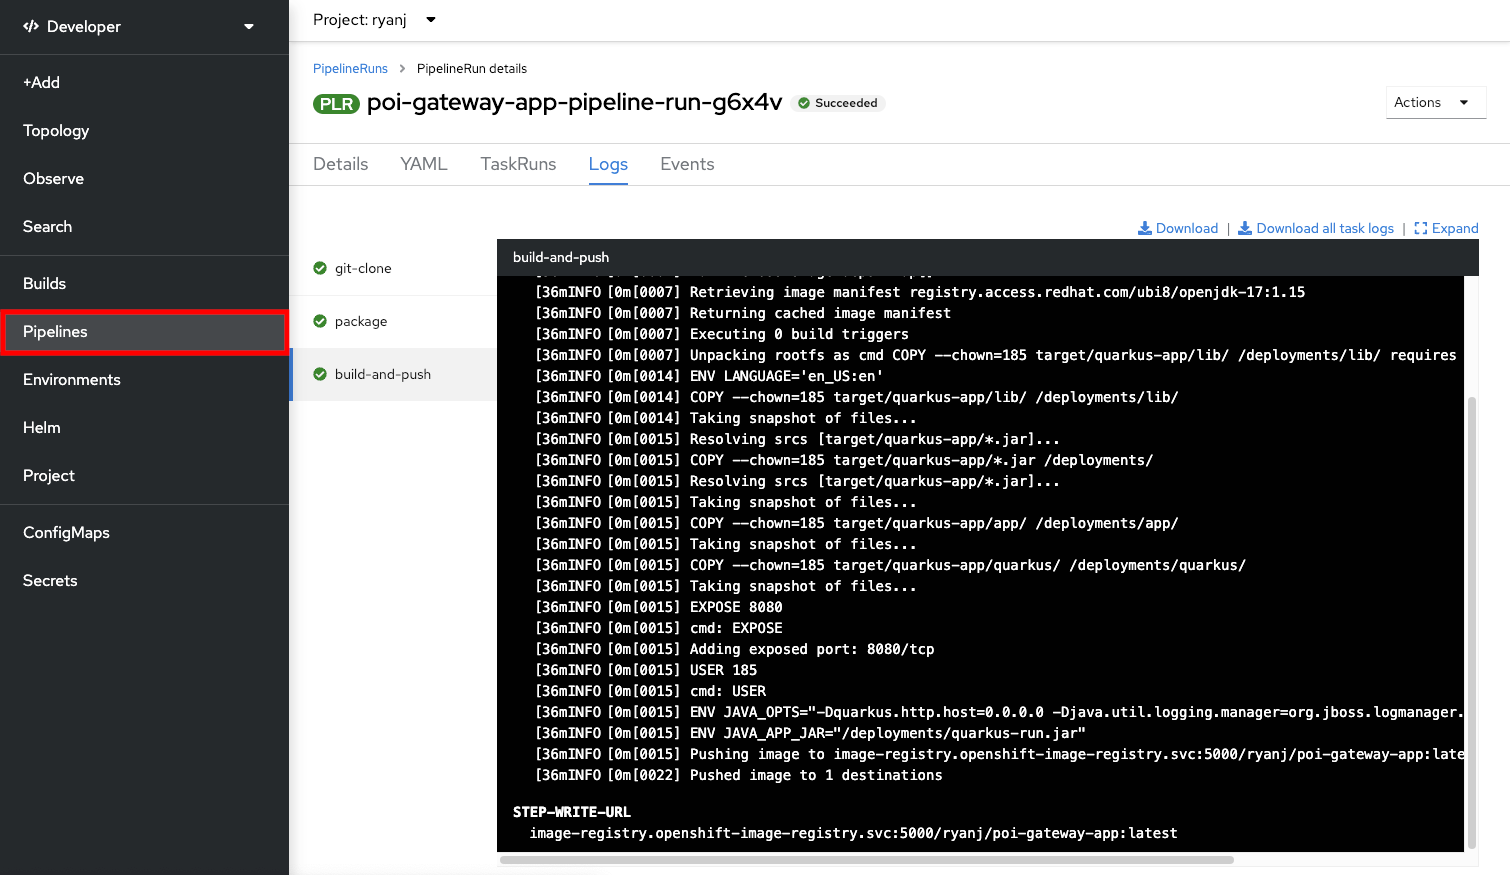 Developer
+Add
Topology
Observe
Search
Builds
Pipelines
Environments
Helm
Project
ConfigMaps
Secrets
Project: ryanj
PipelineRuns > PipelineRun details
PLR poi-gateway-app-pipeline-run-g6x4v Succeeded
Actions
Details YAML TaskRuns Logs Events
Download | Download all task logs | Expand
git-clone
package
build-and-push
build-and-push
[36mINFO[0m[0007] Retrieving image manifest registry.access.redhat.com/ubi8/openjdk-17:1.15
[36mINFO[0m[0007] Returning cached image manifest
[36mINFO[0m[0007] Executing 0 build triggers
[36mINFO[0m[0007] Unpacking rootfs as cmd COPY --chown=185 target/quarkus-app/lib/ /deployments/lib/ requires
[36mINFO[0m[0014] ENV LANGUAGE='en_US:en'
[36mINFO[0m[0014] COPY --chown=185 target/quarkus-app/lib/ /deployments/lib/
[36mINFO[0m[0014] Taking snapshot of files...
[36mINFO[0m[0015] Resolving srcs [target/quarkus-app/*.jar]...
[36mINFO[0m[0015] COPY --chown=185 target/quarkus-app/*.jar /deployments/
[36mINFO[0m[0015] Resolving srcs [target/quarkus-app/*.jar]...
[36mINFO[0m[0015] Taking snapshot of files...
[36mINFO[0m[0015] COPY --chown=185 target/quarkus-app/app/ /deployments/app/
[36mINFO[0m[0015] Taking snapshot of files...
[36mINFO[0m[0015] COPY --chown=185 target/quarkus-app/quarkus/ /deployments/quarkus/
[36mINFO[0m[0015] Taking snapshot of files...
[36mINFO[0m[0015] EXPOSE 8080
[36mINFO[0m[0015] cmd: EXPOSE
[36mINFO[0m[0015] Adding exposed port: 8080/tcp
[36mINFO[0m[0015] USER 185
[36mINFO[0m[0015] cmd: USER
[36mINFO[0m[0015] ENV JAVA_OPTS="-Dquarkus.http.host=0.0.0.0 -Djava.util.logging.manager=org.jboss.logmanager.
[36mINFO[0m[0015] ENV JAVA_APP_JAR="/deployments/quarkus-run.jar"
[36mINFO[0m[0015] Pushing image to image-registry.openshift-image-registry.svc:5000/ryanj/poi-gateway-app:late
[36mINFO[0m[0022] Pushed image to 1 destinations
STEP-WRITE-URL
image-registry.openshift-image-registry.svc:5000/ryanj/poi-gateway-app:latest